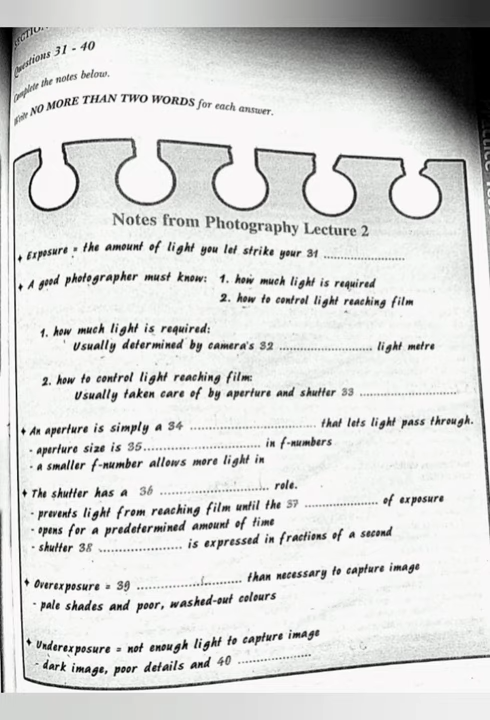 Questions 31 - 40
Complete the notes below.
Write NO MORE THAN TWO WORDS for each answer.
Notes from Photography Lecture 2
♦ Exposure = the amount of light you let strike your 31 ........................
♦ A good photographer must know: 1. how much light is required
2. how to control light reaching film
1. how much light is required:
Usually determined by camera's 32 ............................ light metre
2. how to control light reaching film:
Usually taken care of by aperture and shutter 33 .............................
♦ An aperture is simply a 34 ...................................... that lets light pass through.
- aperture size is 35................................... in f-numbers
- a smaller f-number allows more light in
♦ The shutter has a 36 ................................. role.
- prevents light from reaching film until the 37 ...................... of exposure
- opens for a predetermined amount of time
- shutter 38 ........................ is expressed in fractions of a second
♦ Overexposure = 39 ................................ than necessary to capture image
- pale shades and poor, washed-out colours
♦ Underexposure = not enough light to capture image
- dark image, poor details and 40 ......................